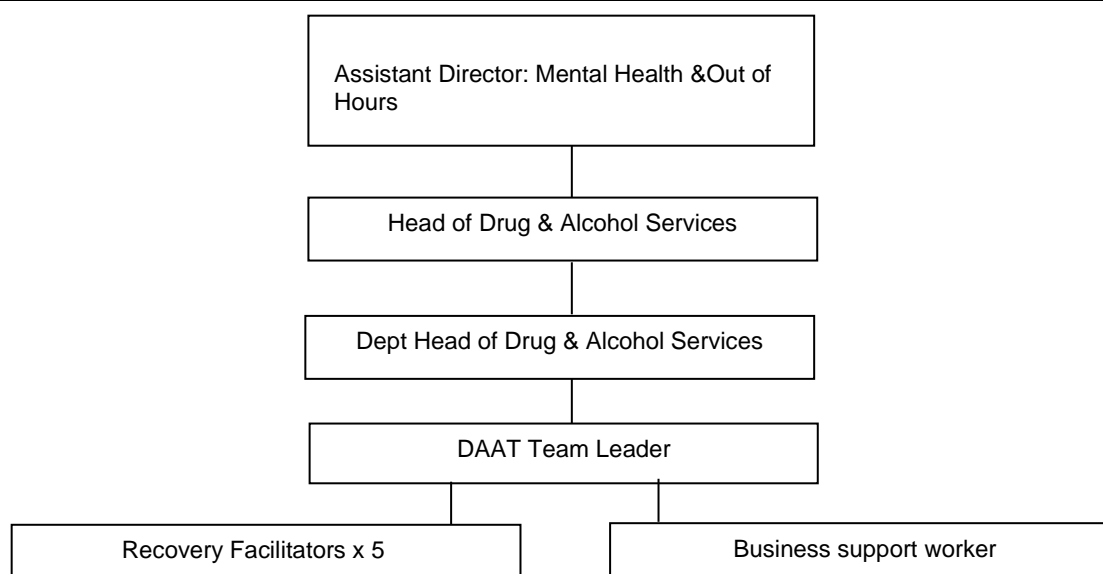 Assistant Director: Mental Health &Out of
Hours
Head of Drug & Alcohol Services
Dept Head of Drug & Alcohol Services
DAAT Team Leader
Recovery Facilitators x 5
Business support worker